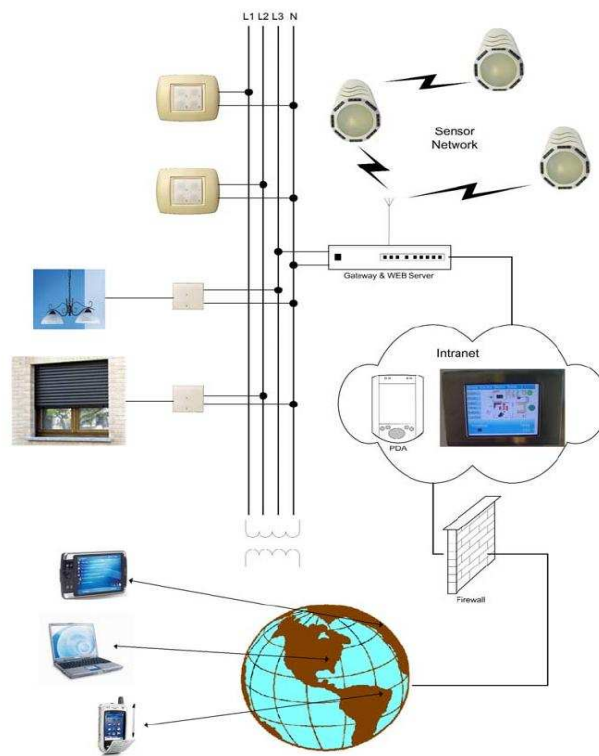 L1 L2 L3 N
Sensor
Network
Gateway & WEB Server
Intranet
PDA
Firewall